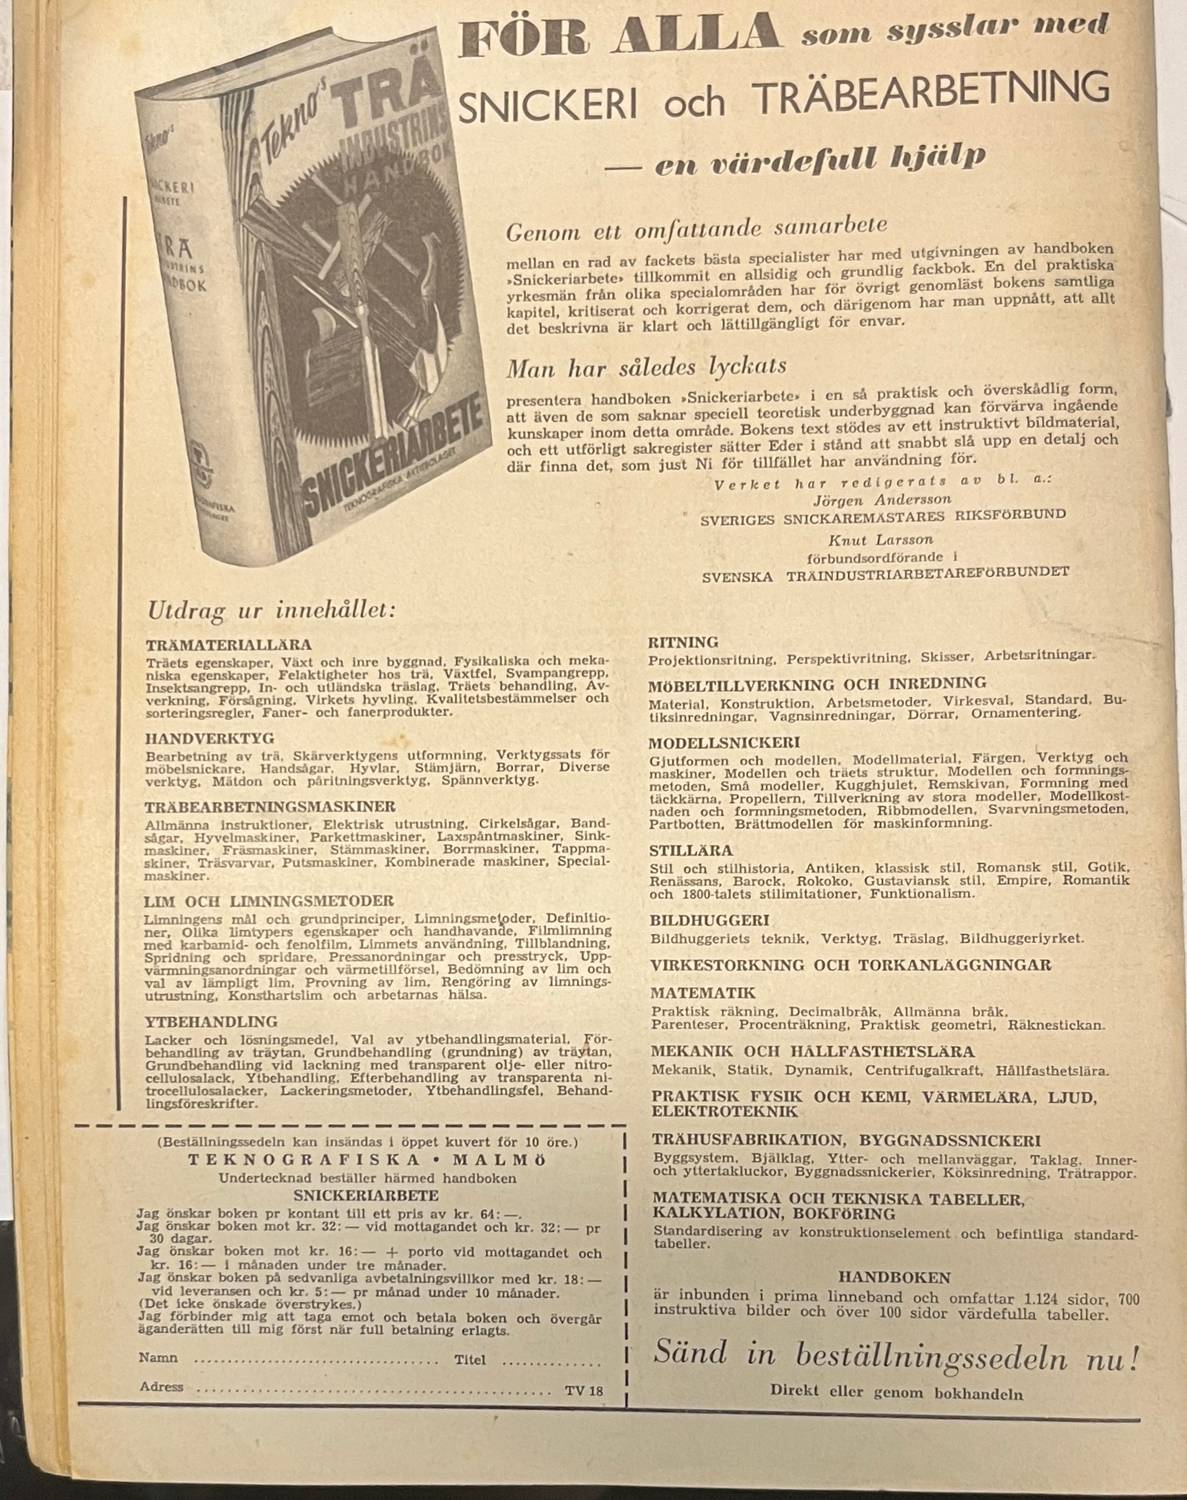 FÖR ALLA som sysslar med
SNICKERI och TRÄBEARBETNING
— en värdefull hjälp
Tekno's
TRÄ
INDUSTRINS
HANDBOK
SNICKERIARBETE
TEKNOGRAFISKA AKTIEBOLAGET
Genom ett omfattande samarbete
mellan en rad av fackets bästa specialister har med utgivningen av handboken
»Snickeriarbete» tillkommit en allsidig och grundlig fackbok. En del praktiska
yrkesmän från olika specialområden har för övrigt genomläst bokens samtliga
kapitel, kritiserat och korrigerat dem, och därigenom har man uppnått, att allt
det beskrivna är klart och lättillgängligt för envar.
Man har således lyckats
presentera handboken »Snickeriarbete» i en så praktisk och överskådlig form,
att även de som saknar speciell teoretisk underbyggnad kan förvärva ingående
kunskaper inom detta område. Bokens text stödes av ett instruktivt bildmaterial,
och ett utförligt sakregister sätter Eder i stånd att snabbt slå upp en detalj och
där finna det, som just Ni för tillfället har användning för.
Verket har redigerats av bl. a.:
Jörgen Andersson
SVERIGES SNICKAREMÄSTARES RIKSFÖRBUND
Knut Larsson
förbundsordförande i
SVENSKA TRÄINDUSTRIARBETAREFÖRBUNDET
Utdrag ur innehållet:
TRÄMATERIALLÄRA
Träets egenskaper, Växt och inre byggnad, Fysikaliska och meka-
niska egenskaper, Felaktigheter hos trä, Växtfel, Svampangrepp,
Insektsangrepp, In- och utländska träslag, Träets behandling, Av-
verkning, Försågning, Virkets hyvling, Kvalitetsbestämmelser och
sorteringsregler, Faner- och fanerprodukter.
HANDVERKTYG
Bearbetning av trä, Skärverktygens utformning, Verktygssats för
möbelsnickare, Handsågar, Hyvlar, Stämjärn, Borrar, Diverse
verktyg, Mätdon och påritningsverktyg, Spännverktyg.
TRÄBEARBETNINGSMASKINER
Allmänna instruktioner, Elektrisk utrustning, Cirkelsågar, Band-
sågar, Hyvelmaskiner, Parkettmaskiner, Laxspåntmaskiner, Sink-
maskiner, Fräsmaskiner, Stämmaskiner, Borrmaskiner, Tappma-
skiner, Träsvarvar, Putsmaskiner, Kombinerade maskiner, Special-
maskiner.
LIM OCH LIMNINGSMETODER
Limningens mål och grundprinciper, Limningsmetoder, Definitio-
ner, Olika limtypers egenskaper och handhavande, Filmlimning
med karbamid- och fenolfilm, Limmets användning, Tillblandning,
Spridning och spridare, Pressanordningar och presstryck, Upp-
värmningsanordningar och värmetillförsel, Bedömning av lim och
val av lämpligt lim, Provning av lim, Rengöring av limnings-
utrustning, Konsthartslim och arbetarnas hälsa.
YTBEHANDLING
Lacker och lösningsmedel, Val av ytbehandlingsmaterial, För-
behandling av träytan, Grundbehandling (grundning) av träytan,
Grundbehandling vid lackning med transparent olje- eller nitro-
cellulosalack, Ytbehandling, Efterbehandling av transparenta ni-
trocellulosalacker, Lackeringsmetoder, Ytbehandlingsfel, Behand-
lingsföreskrifter.
(Beställningssedeln kan insändas i öppet kuvert för 10 öre.)
TEKNOGRAFISKA • MALMÖ
Undertecknad beställer härmed handboken
SNICKERIARBETE
Jag önskar boken pr kontant till ett pris av kr. 64:—.
Jag önskar boken mot kr. 32:— vid mottagandet och kr. 32:— pr
30 dagar.
Jag önskar boken mot kr. 16:— + porto vid mottagandet och
kr. 16:— i månaden under tre månader.
Jag önskar boken på sedvanliga avbetalningsvillkor med kr. 18:—
vid leveransen och kr. 5:— pr månad under 10 månader.
(Det icke önskade överstrykes.)
Jag förbinder mig att taga emot och betala boken och övergår
äganderätten till mig först när full betalning erlagts.
Namn .................................... Titel ..............
Adress .................................................... TV 18
RITNING
Projektionsritning, Perspektivritning, Skisser, Arbetsritningar.
MÖBELTILLVERKNING OCH INREDNING
Material, Konstruktion, Arbetsmetoder, Virkesval, Standard, Bu-
tiksinredningar, Vagnsinredningar, Dörrar, Ornamentering.
MODELLSNICKERI
Gjutformen och modellen, Modellmaterial, Färgen, Verktyg och
maskiner, Modellen och träets struktur, Modellen och formnings-
metoden, Små modeller, Kugghjulet, Remskivan, Formning med
täckkärna, Propellern, Tillverkning av stora modeller, Modellkost-
naden och formningsmetoden, Ribbmodellen, Svarvningsmetoden,
Partbotten, Brättmodellen för maskinformning.
STILLÄRA
Stil och stilhistoria, Antiken, klassisk stil, Romansk stil, Gotik,
Renässans, Barock, Rokoko, Gustaviansk stil, Empire, Romantik
och 1800-talets stilimitationer, Funktionalism.
BILDHUGGERI
Bildhuggeriets teknik, Verktyg, Träslag, Bildhuggeriyrket.
VIRKESTORKNING OCH TORKANLÄGGNINGAR
MATEMATIK
Praktisk räkning, Decimalbråk, Allmänna bråk,
Parenteser, Procenträkning, Praktisk geometri, Räknestickan.
MEKANIK OCH HÅLLFASTHETSLÄRA
Mekanik, Statik, Dynamik, Centrifugalkraft, Hållfasthetslära.
PRAKTISK FYSIK OCH KEMI, VÄRMELÄRA, LJUD,
ELEKTROTEKNIK
TRÄHUSFABRIKATION, BYGGNADSSNICKERI
Byggsystem, Bjälklag, Ytter- och mellanväggar, Taklag, Inner-
och yttertakluckor, Byggnadssnickerier, Köksinredning, Trätrappor.
MATEMATISKA OCH TEKNISKA TABELLER,
KALKYLATION, BOKFÖRING
Standardisering av konstruktionselement och befintliga standard-
tabeller.
HANDBOKEN
är inbunden i prima linneband och omfattar 1.124 sidor, 700
instruktiva bilder och över 100 sidor värdefulla tabeller.
Sänd in beställningssedeln nu!
Direkt eller genom bokhandeln